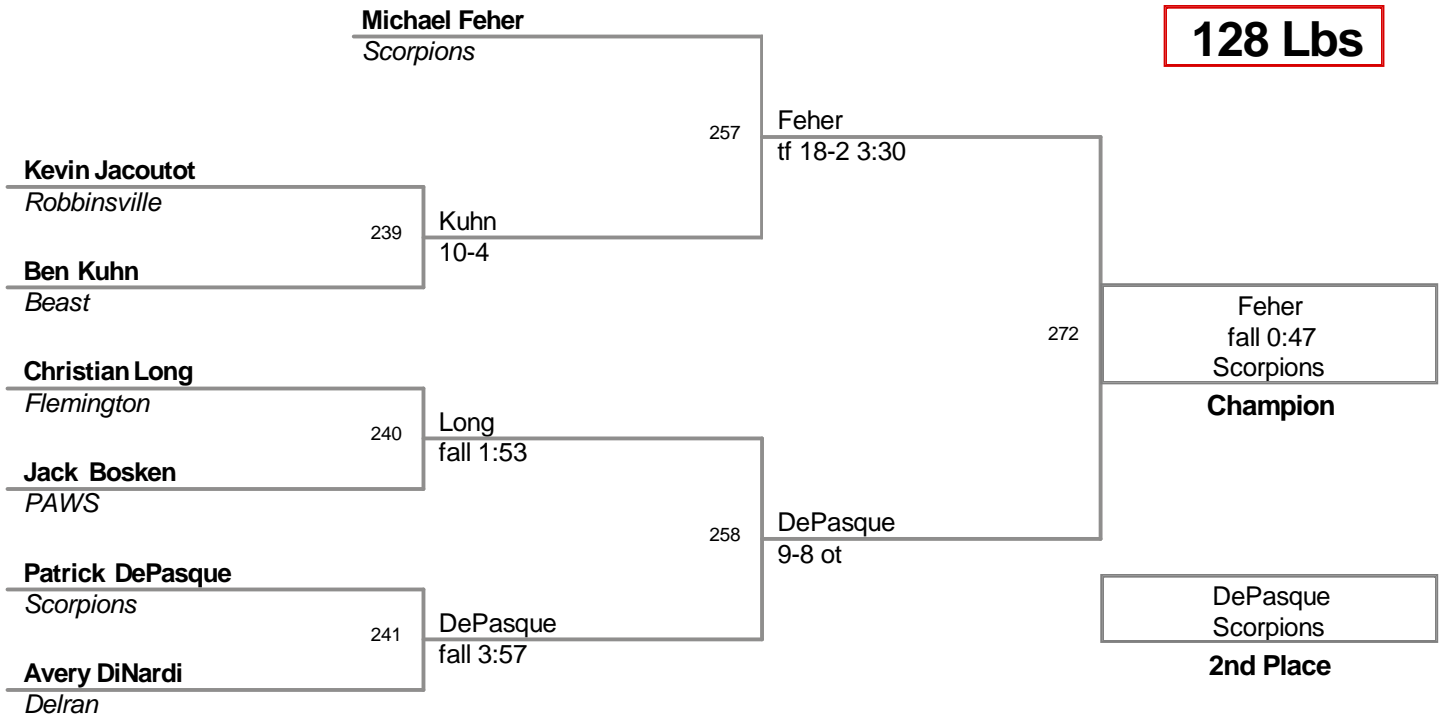 Michael Feher
Scorpions
128 Lbs
257
Feher
tf 18-2 3:30
Kevin Jacoutot
Robbinsville
239
Kuhn
10-4
Ben Kuhn
Beast
272
Feher
fall 0:47
Scorpions
Champion
Christian Long
Flemington
240
Long
fall 1:53
Jack Bosken
PAWS
258
DePasque
9-8 ot
Patrick DePasque
Scorpions
241
DePasque
fall 3:57
Avery DiNardi
Delran
DePasque
Scorpions
2nd Place